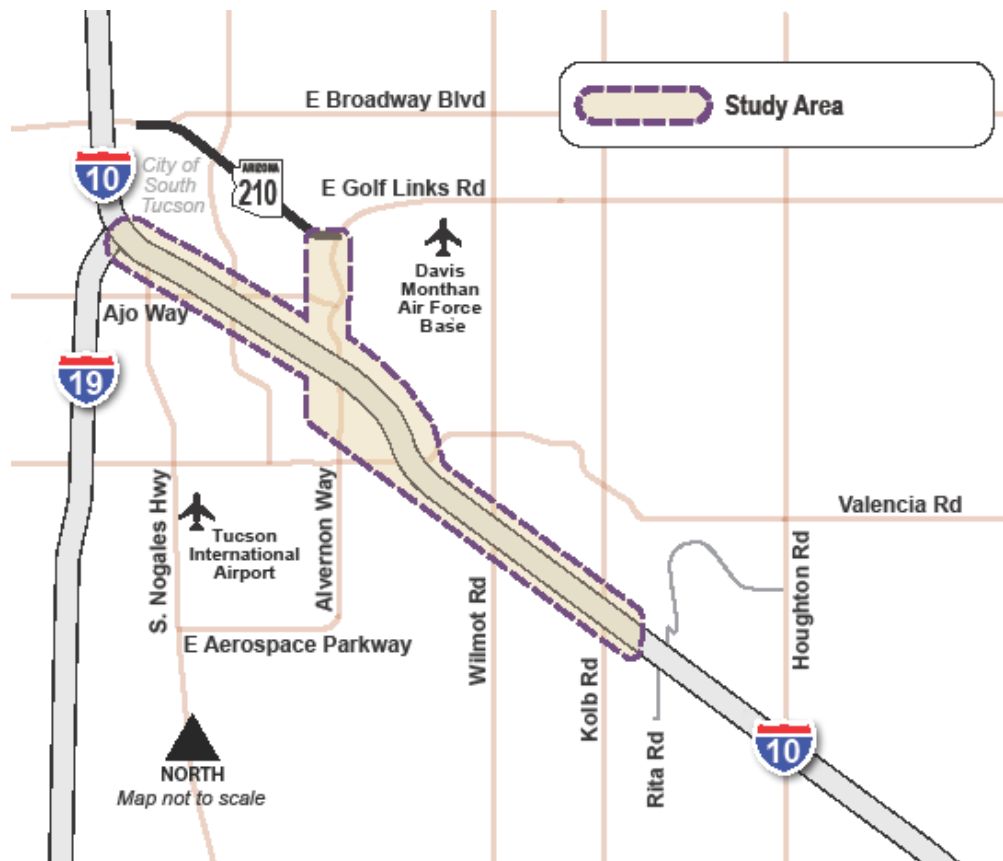 E Broadway Blvd
Study Area
10
City of
South
Tucson
ARIZONA
210
E Golf Links Rd
Davis
Monthan
Air Force
Base
Ajo Way
19
S. Nogales Hwy
Tucson
International
Airport
Alvernon Way
Valencia Rd
E Aerospace Parkway
Wilmot Rd
Kolb Rd
Rita Rd
Houghton Rd
10
NORTH
Map not to scale